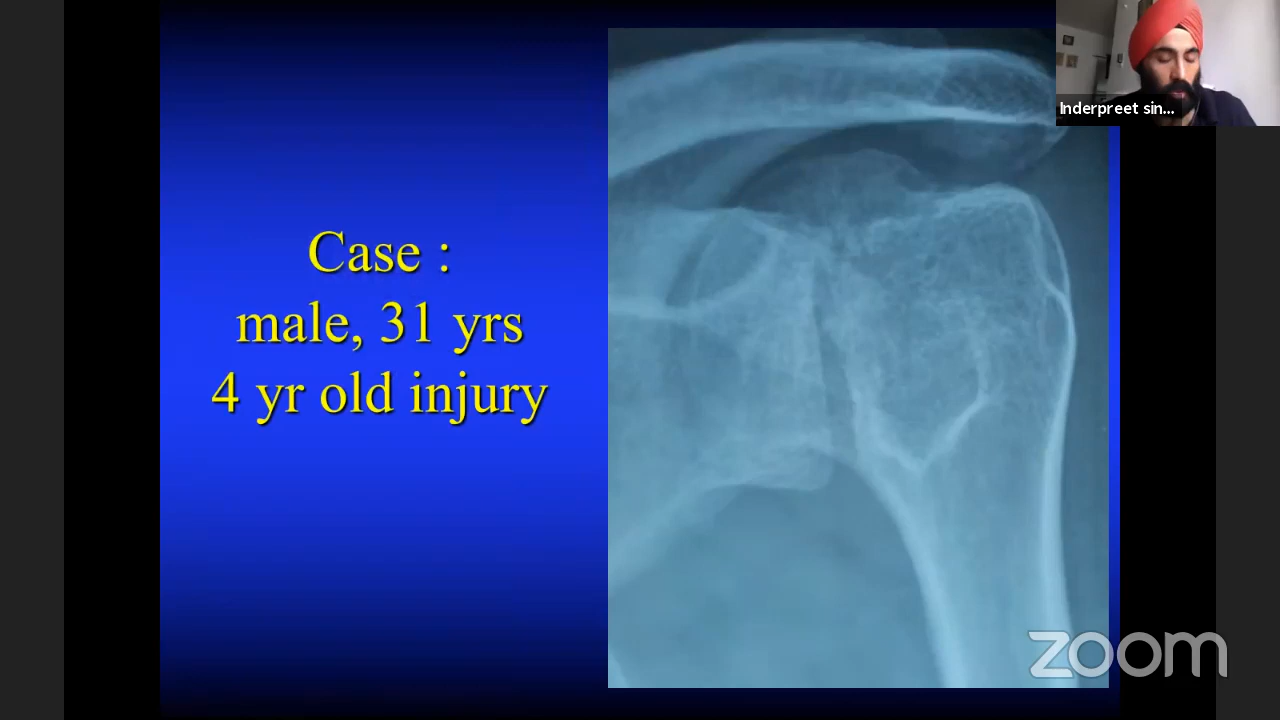 Case :
male, 31 yrs
4 yr old injury
Inderpreet sin...
zoom